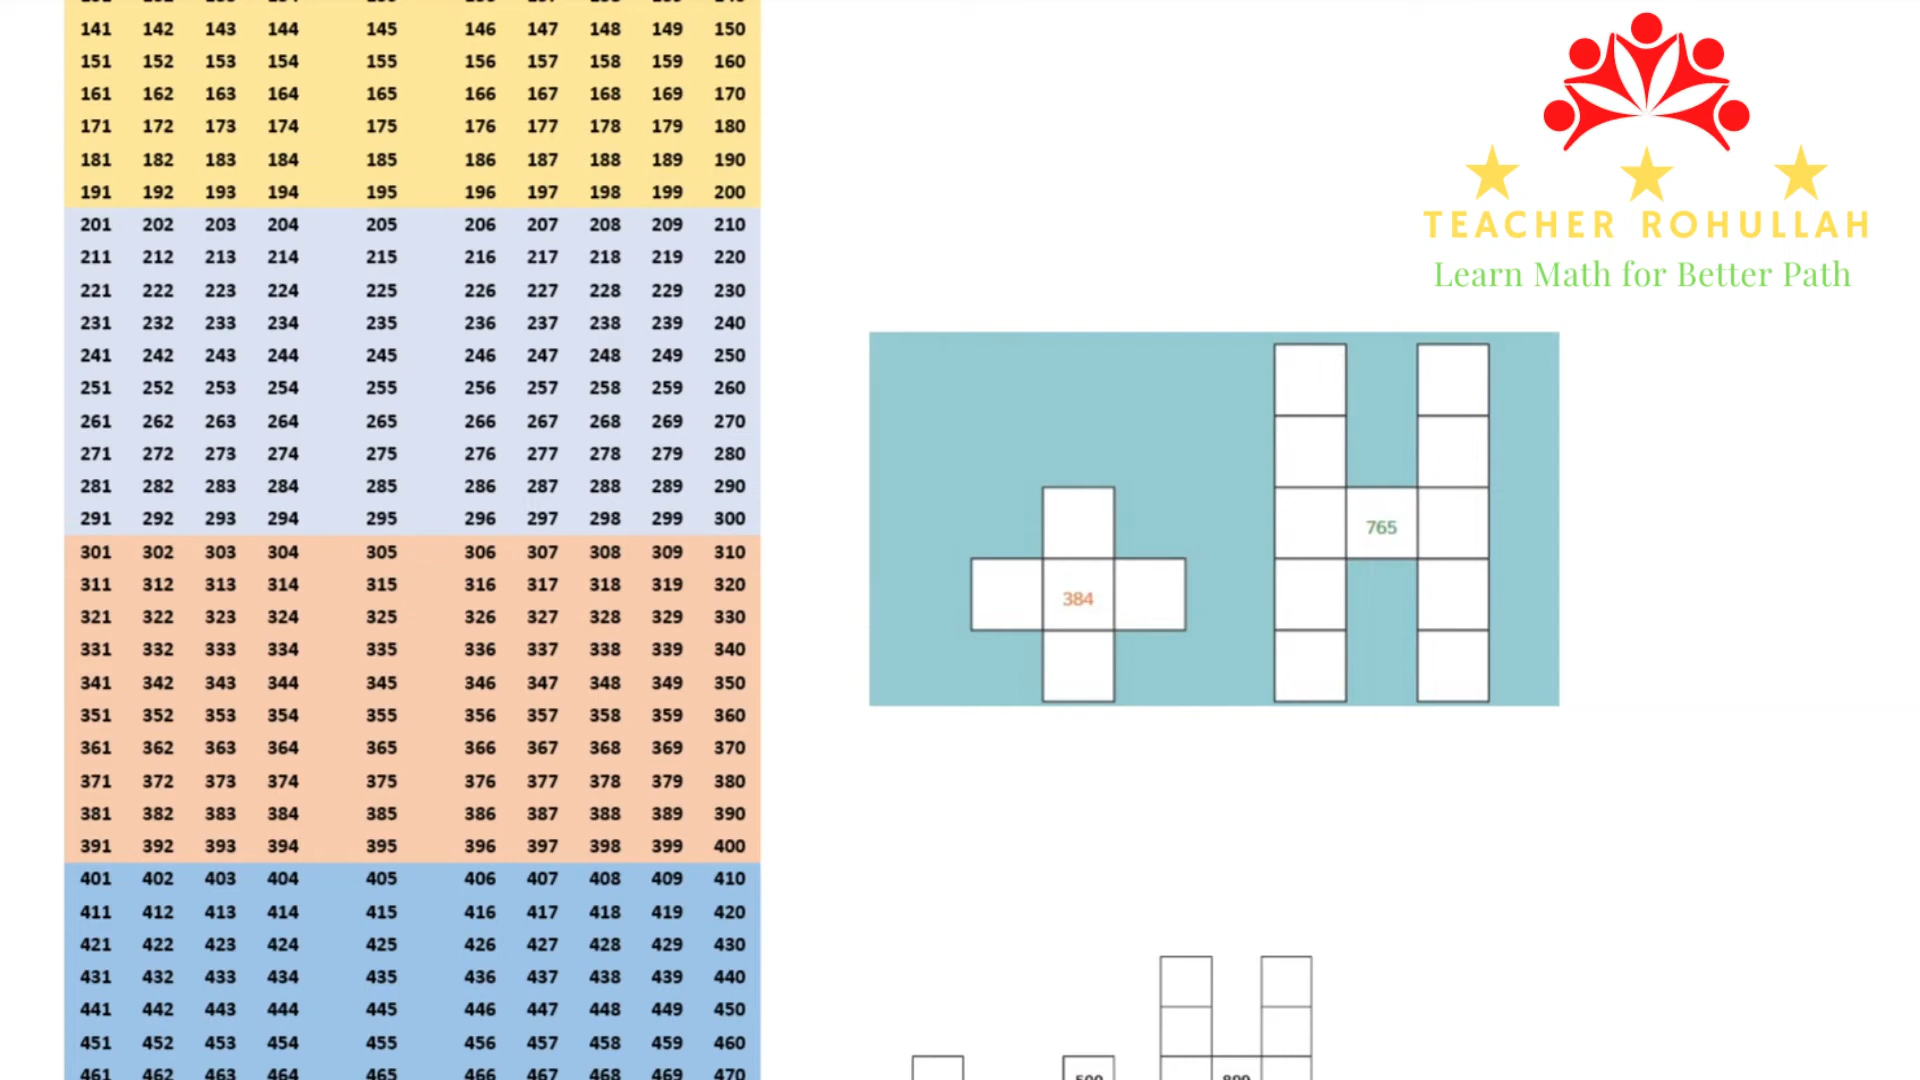 141 142 143 144 145 146 147 148 149 150
151 152 153 154 155 156 157 158 159 160
161 162 163 164 165 166 167 168 169 170
171 172 173 174 175 176 177 178 179 180
181 182 183 184 185 186 187 188 189 190
191 192 193 194 195 196 197 198 199 200
201 202 203 204 205 206 207 208 209 210
211 212 213 214 215 216 217 218 219 220
221 222 223 224 225 226 227 228 229 230
231 232 233 234 235 236 237 238 239 240
241 242 243 244 245 246 247 248 249 250
251 252 253 254 255 256 257 258 259 260
261 262 263 264 265 266 267 268 269 270
271 272 273 274 275 276 277 278 279 280
281 282 283 284 285 286 287 288 289 290
291 292 293 294 295 296 297 298 299 300
301 302 303 304 305 306 307 308 309 310
311 312 313 314 315 316 317 318 319 320
321 322 323 324 325 326 327 328 329 330
331 332 333 334 335 336 337 338 339 340
341 342 343 344 345 346 347 348 349 350
351 352 353 354 355 356 357 358 359 360
361 362 363 364 365 366 367 368 369 370
371 372 373 374 375 376 377 378 379 380
381 382 383 384 385 386 387 388 389 390
391 392 393 394 395 396 397 398 399 400
401 402 403 404 405 406 407 408 409 410
411 412 413 414 415 416 417 418 419 420
421 422 423 424 425 426 427 428 429 430
431 432 433 434 435 436 437 438 439 440
441 442 443 444 445 446 447 448 449 450
451 452 453 454 455 456 457 458 459 460
461 462 463 464 465 466 467 468 469 470
TEACHER ROHULLAH
Learn Math for Better Path
765
384